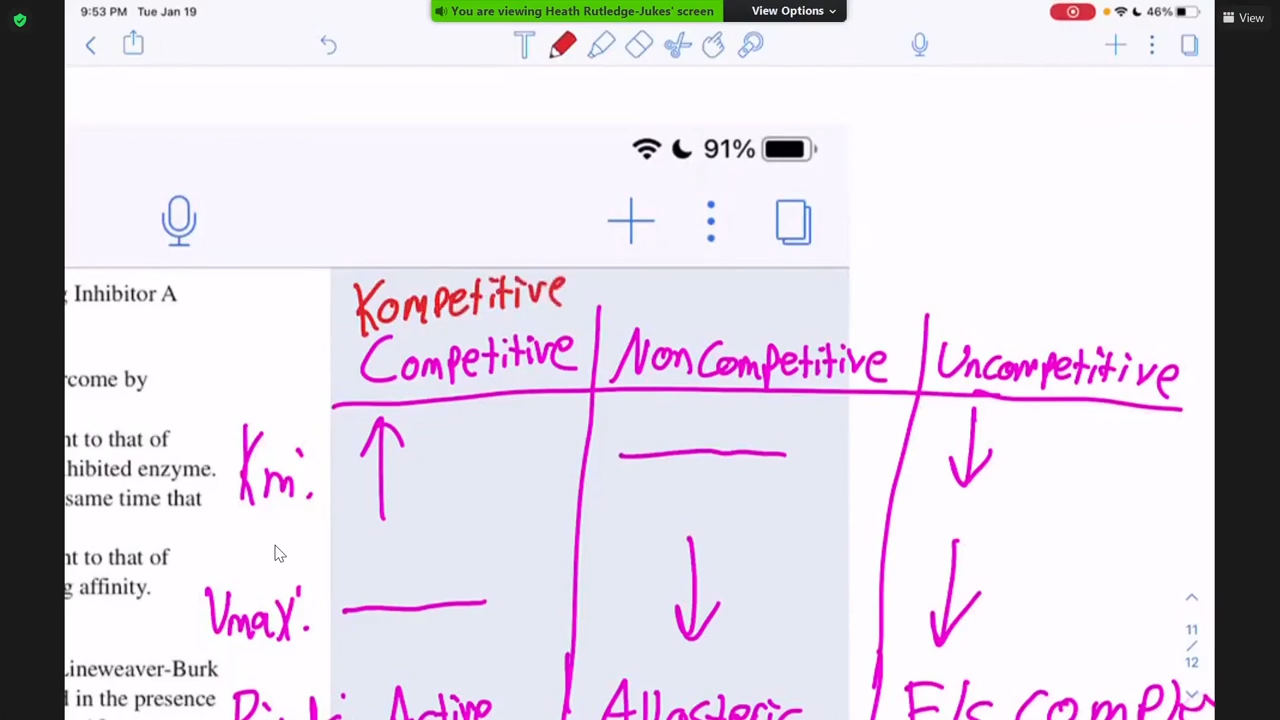 9:53 PM Tue Jan 19
You are viewing Heath Rutledge-Jukes' screen
View Options
46%
View
T
91%
Inhibitor A
Kompetitive
Competitive
NonCompetitive
Uncompetitive
rcome by
nt to that of
hibited enzyme.
same time that
Km:
nt to that of
g affinity.
Vmax:
11
/
12
Lineweaver-Burk
d in the presence
Active
Allosteric
E/S Compl